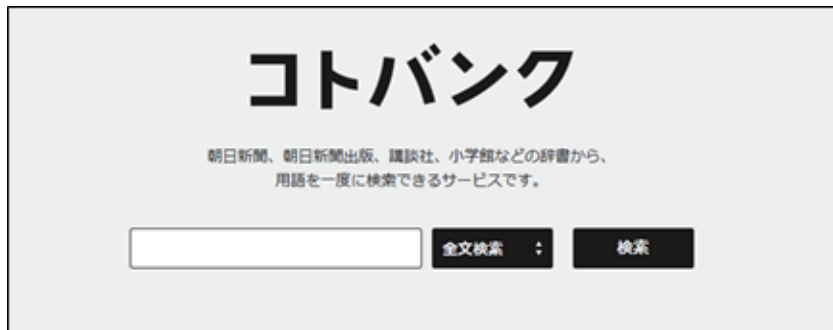 コトバンク
朝日新聞、朝日新聞出版、講談社、小学館などの辞書から、
用語を一度に検索できるサービスです。
全文検索 検索